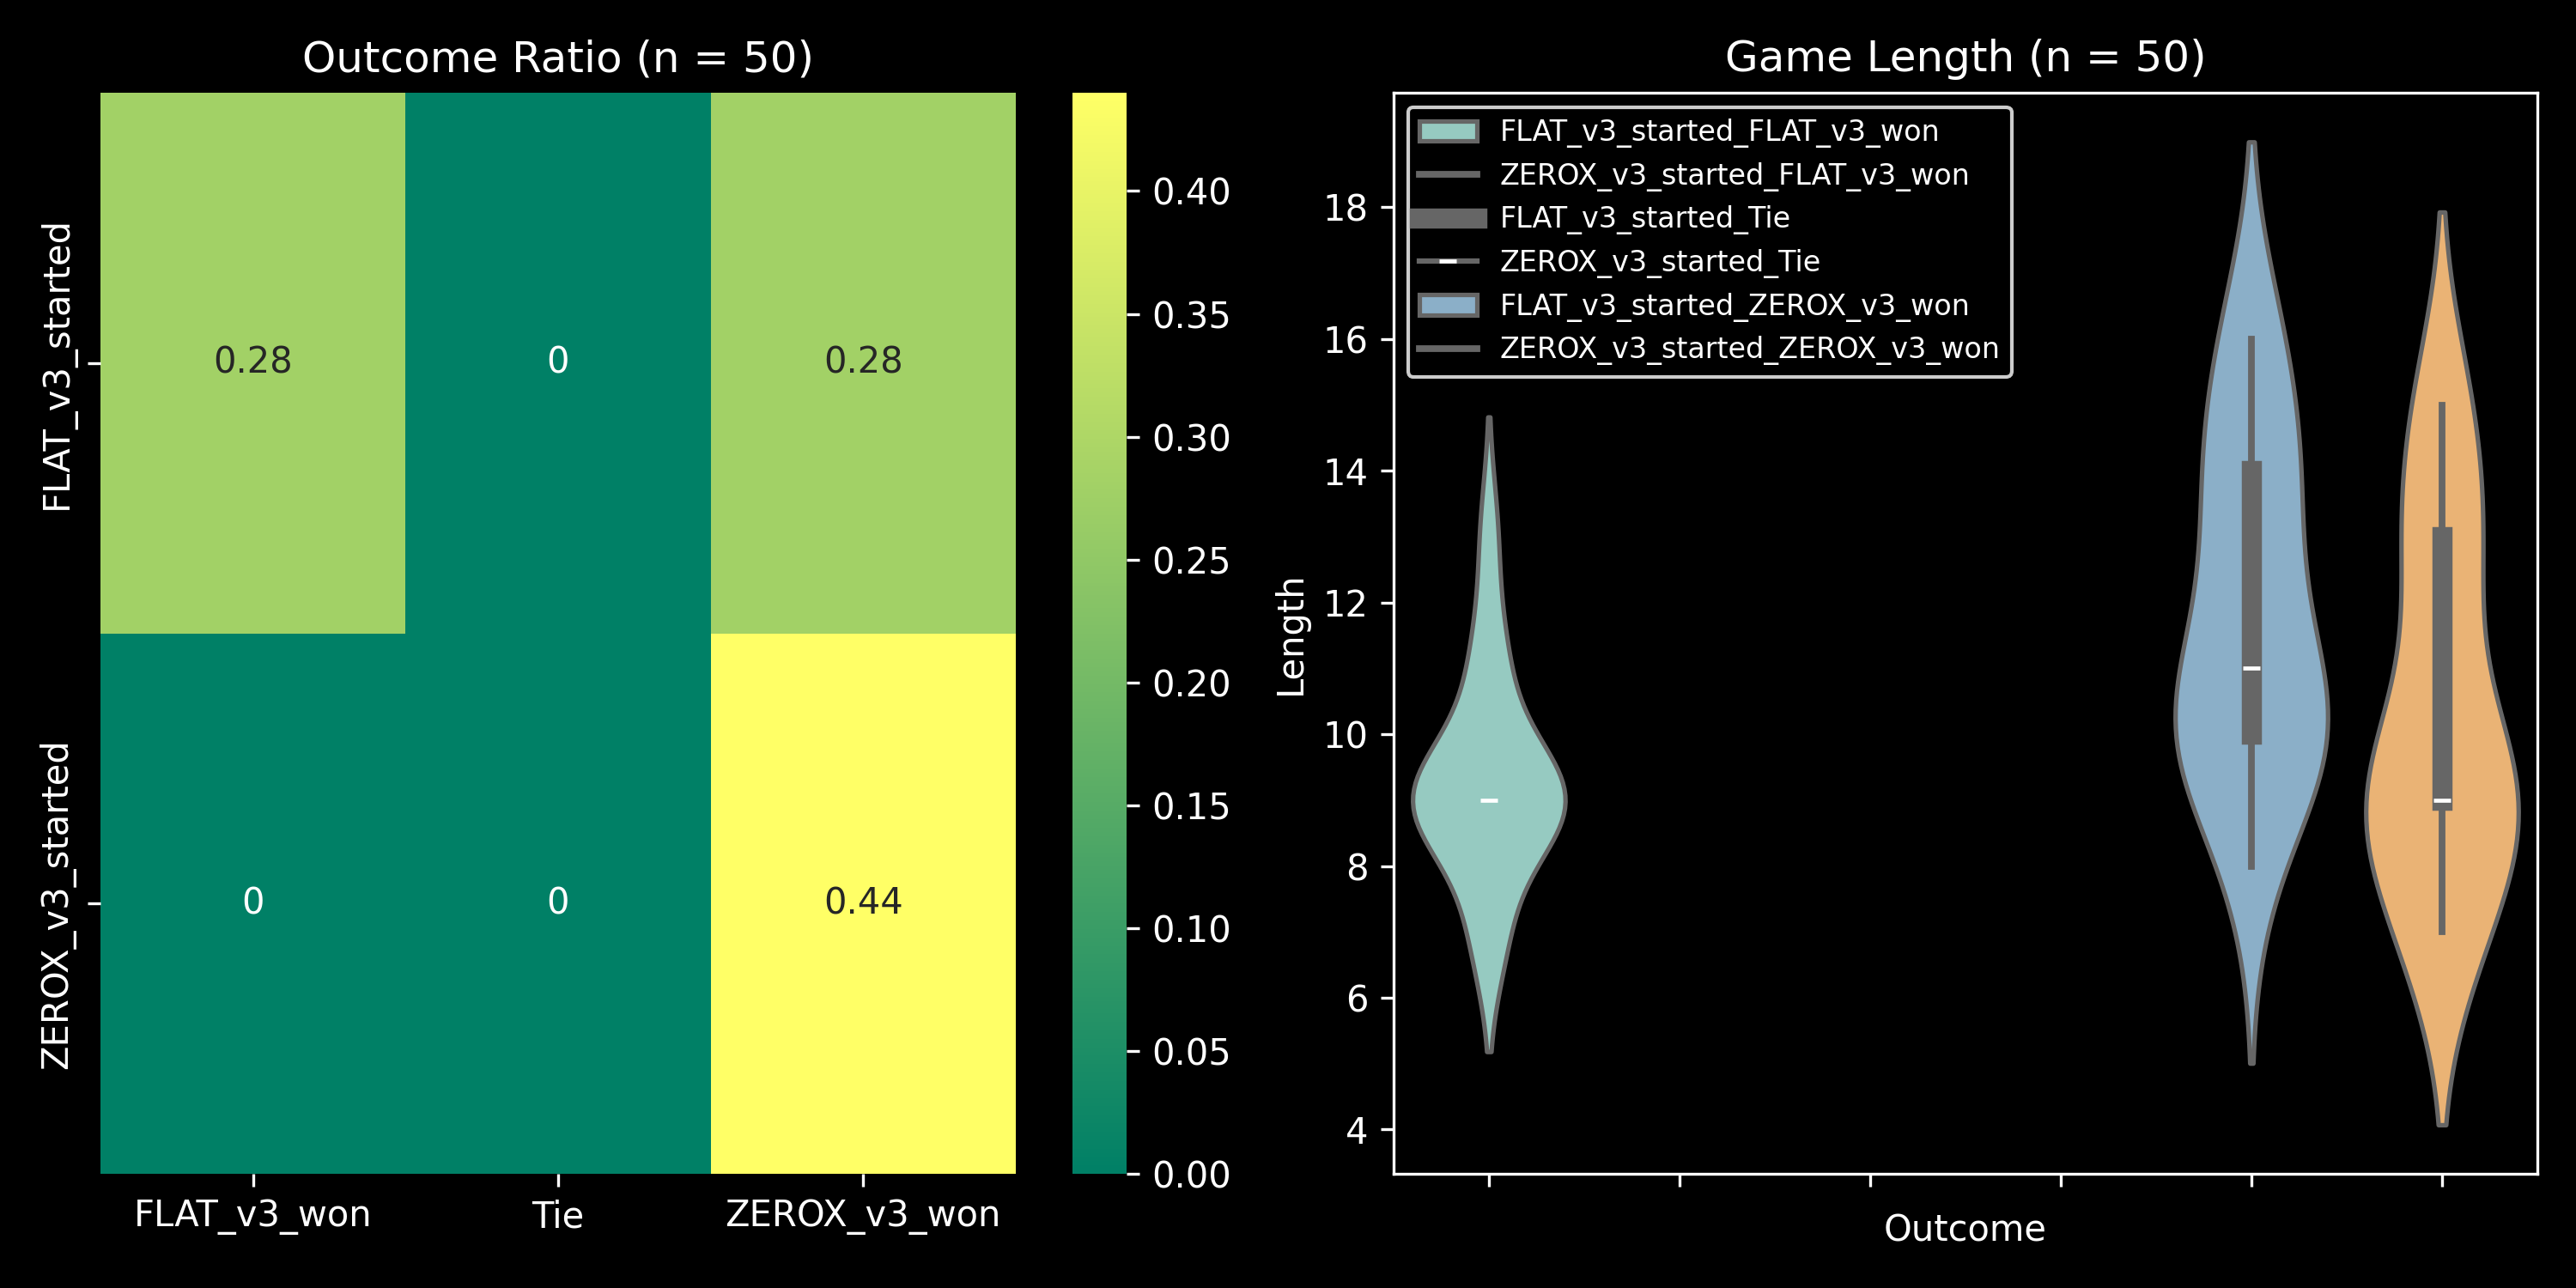 Outcome Ratio (n = 50)
FLAT_v3_started
ZEROX_v3_started
0.28
0
0.28
0
0
0.44
FLAT_v3_won
Tie
ZEROX_v3_won
0.40
0.35
0.30
0.25
0.20
0.15
0.10
0.05
0.00
Game Length (n = 50)
FLAT_v3_started_FLAT_v3_won
ZEROX_v3_started_FLAT_v3_won
FLAT_v3_started_Tie
ZEROX_v3_started_Tie
FLAT_v3_started_ZEROX_v3_won
ZEROX_v3_started_ZEROX_v3_won
Length
18
16
14
12
10
8
6
4
Outcome